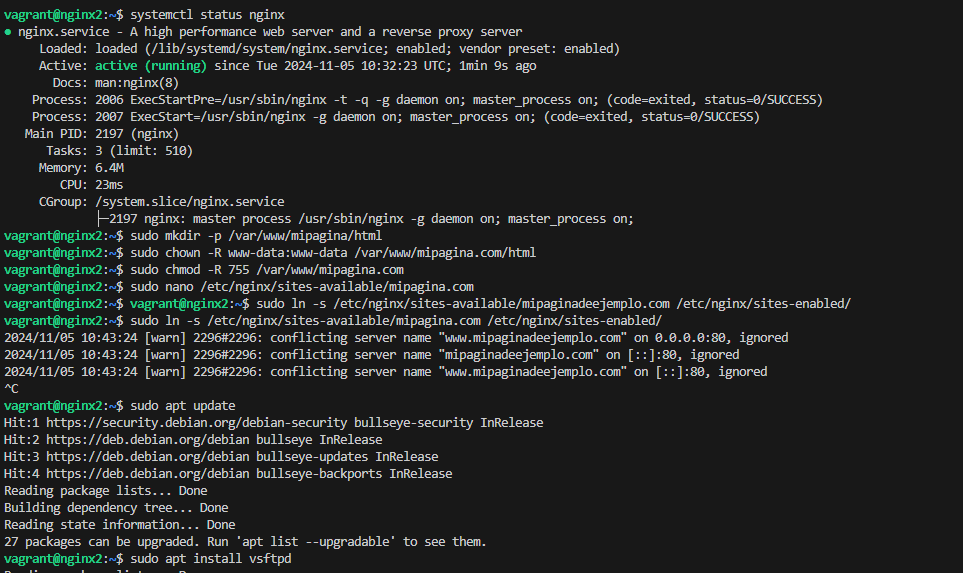 vagrant@nginx2:~$ systemctl status nginx
● nginx.service - A high performance web server and a reverse proxy server
Loaded: loaded (/lib/systemd/system/nginx.service; enabled; vendor preset: enabled)
Active: active (running) since Tue 2024-11-05 10:32:23 UTC; 1min 9s ago
Docs: man:nginx(8)
Process: 2006 ExecStartPre=/usr/sbin/nginx -t -q -g daemon on; master_process on; (code=exited, status=0/SUCCESS)
Process: 2007 ExecStart=/usr/sbin/nginx -g daemon on; master_process on; (code=exited, status=0/SUCCESS)
Main PID: 2197 (nginx)
Tasks: 3 (limit: 510)
Memory: 6.4M
CPU: 23ms
CGroup: /system.slice/nginx.service
├─2197 nginx: master process /usr/sbin/nginx -g daemon on; master_process on;
vagrant@nginx2:~$ sudo mkdir -p /var/www/mipagina/html
vagrant@nginx2:~$ sudo chown -R www-data:www-data /var/www/mipagina.com/html
vagrant@nginx2:~$ sudo chmod -R 755 /var/www/mipagina.com
vagrant@nginx2:~$ sudo nano /etc/nginx/sites-available/mipagina.com
vagrant@nginx2:~$ vagrant@nginx2:~$ sudo ln -s /etc/nginx/sites-available/mipaginadeejemplo.com /etc/nginx/sites-enabled/
vagrant@nginx2:~$ sudo ln -s /etc/nginx/sites-available/mipagina.com /etc/nginx/sites-enabled/
2024/11/05 10:43:24 [warn] 2296#2296: conflicting server name "www.mipaginadeejemplo.com" on 0.0.0.0:80, ignored
2024/11/05 10:43:24 [warn] 2296#2296: conflicting server name "mipaginadeejemplo.com" on [::]:80, ignored
2024/11/05 10:43:24 [warn] 2296#2296: conflicting server name "www.mipaginadeejemplo.com" on [::]:80, ignored
^C
vagrant@nginx2:~$ sudo apt update
Hit:1 https://security.debian.org/debian-security bullseye-security InRelease
Hit:2 https://deb.debian.org/debian bullseye InRelease
Hit:3 https://deb.debian.org/debian bullseye-updates InRelease
Hit:4 https://deb.debian.org/debian bullseye-backports InRelease
Reading package lists... Done
Building dependency tree... Done
Reading state information... Done
27 packages can be upgraded. Run 'apt list --upgradable' to see them.
vagrant@nginx2:~$ sudo apt install vsftpd